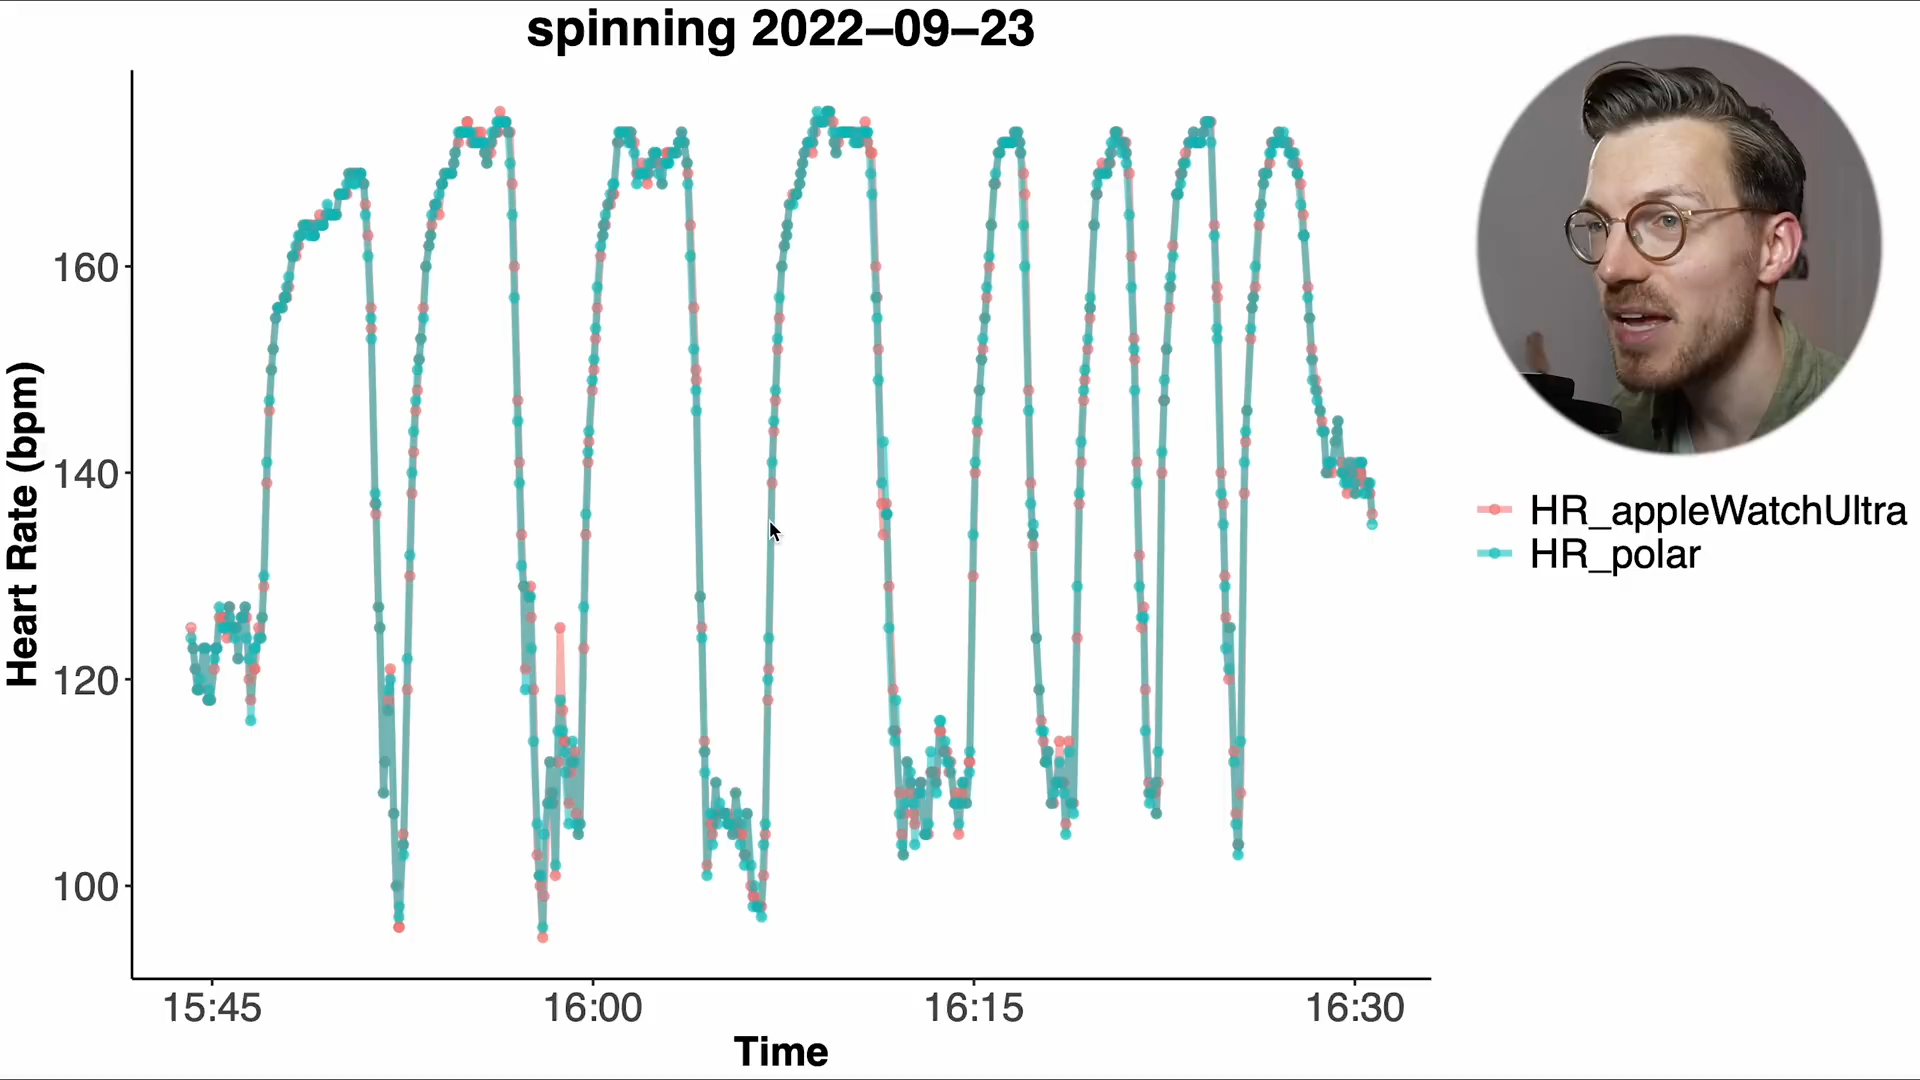 spinning 2022–09–23
Heart Rate (bpm)
160
140
120
100
15:45
16:00
16:15
16:30
Time
HR_appleWatchUltra
HR_polar